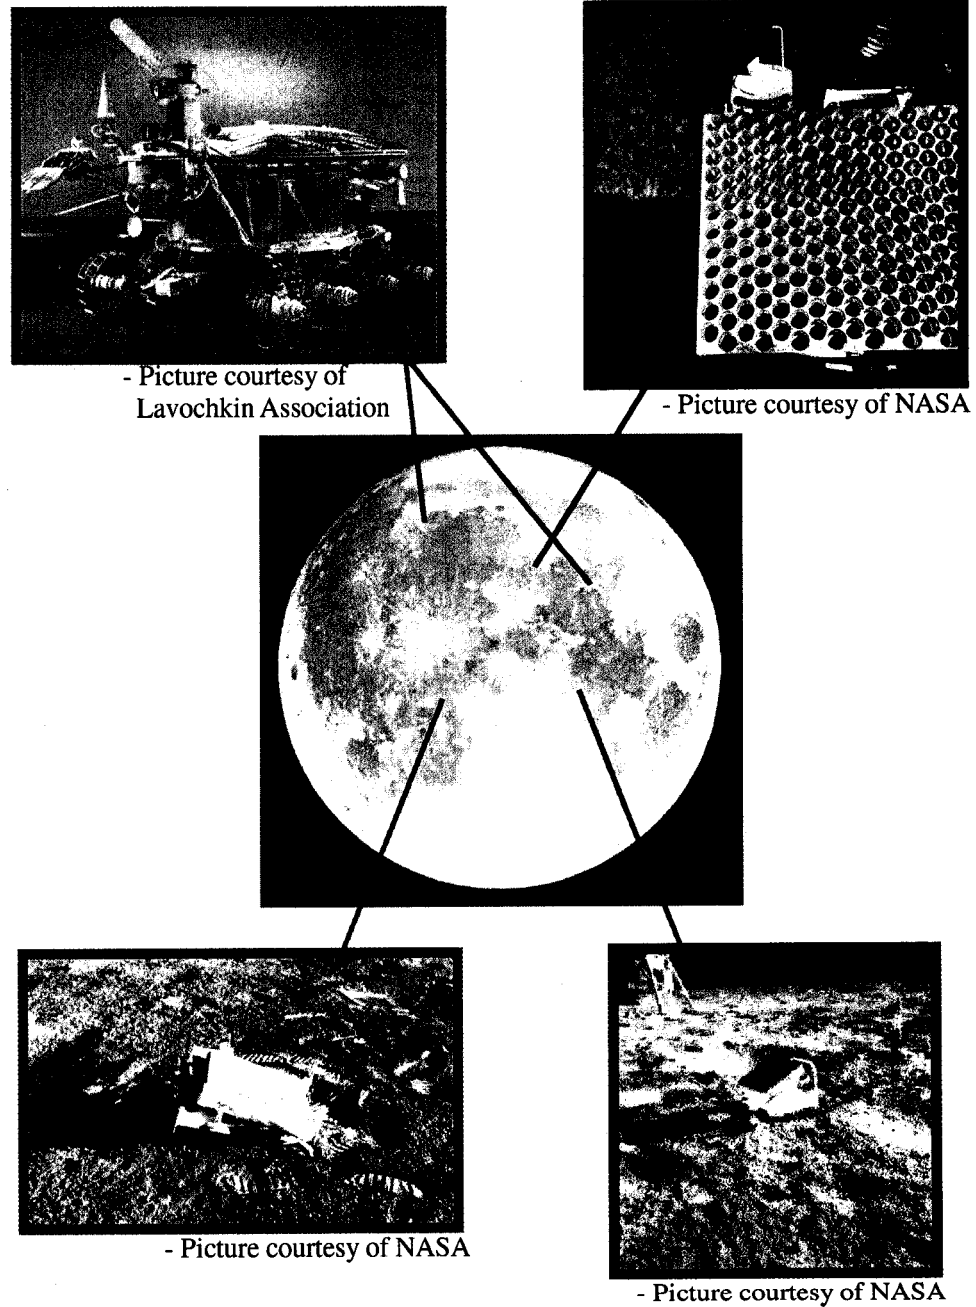 - Picture courtesy of
Lavochkin Association
- Picture courtesy of NASA
- Picture courtesy of NASA
- Picture courtesy of NASA